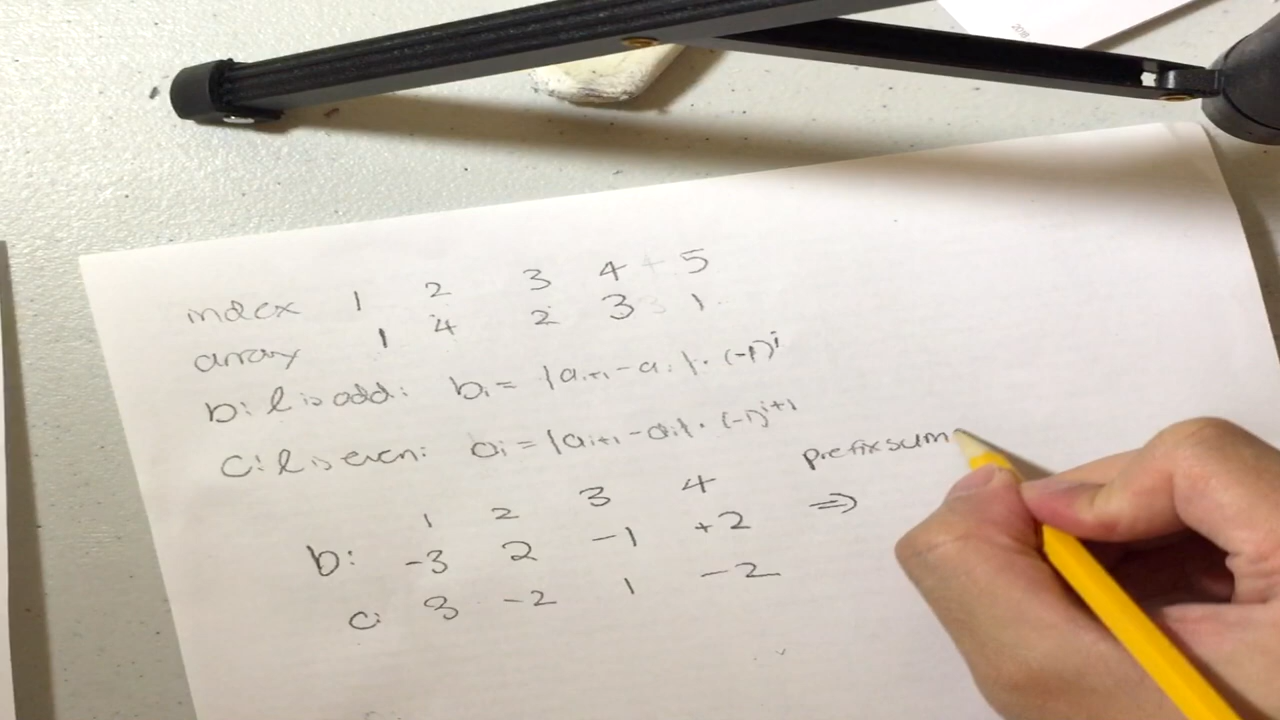 2018
index 1 2 3 4 5
array 1 4 2 3 1
b: l is odd: bi = |ai+1 - ai| · (-1)^i
c: l is even: ai = |ai+1 - ai| · (-1)^i+1
prefix sum
1 2 3 4 ⇒
b: -3 2 -1 +2
c: 3 -2 1 -2